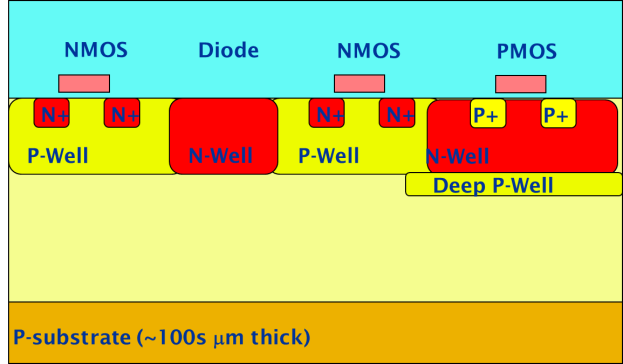 NMOS Diode NMOS PMOS
N+ N+ N+ N+ P+ P+
P-Well N-Well P-Well N-Well
Deep P-Well
P-substrate (~100s μm thick)